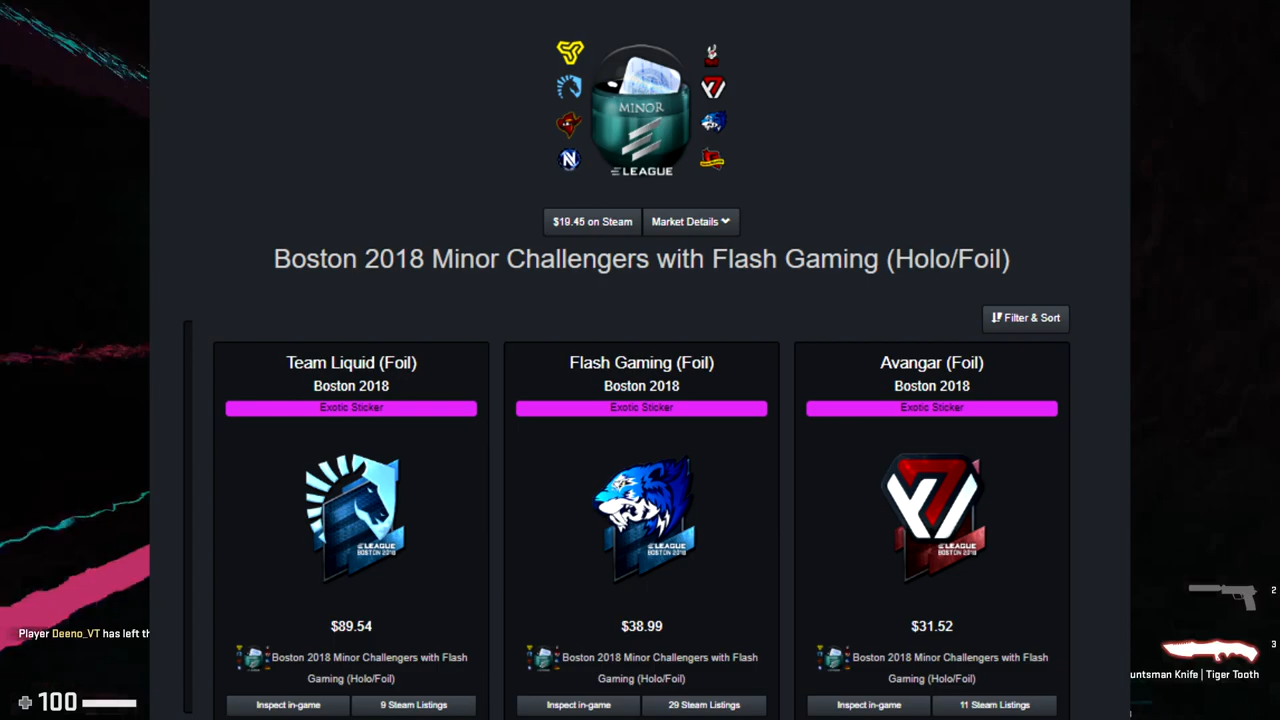 MINOR
ELEAGUE
$19.45 on Steam
Market Details
Boston 2018 Minor Challengers with Flash Gaming (Holo/Foil)
Filter & Sort
Team Liquid (Foil)
Boston 2018
Exotic Sticker
ELEAGUE
BOSTON 2018
$89.54
Boston 2018 Minor Challengers with Flash
Gaming (Holo/Foil)
Inspect in-game
9 Steam Listings
Flash Gaming (Foil)
Boston 2018
Exotic Sticker
ELEAGUE
BOSTON 2018
$38.99
Boston 2018 Minor Challengers with Flash
Gaming (Holo/Foil)
Inspect in-game
29 Steam Listings
Avangar (Foil)
Boston 2018
Exotic Sticker
ELEAGUE
BOSTON 2018
$31.52
Boston 2018 Minor Challengers with Flash
Gaming (Holo/Foil)
Inspect in-game
11 Steam Listings
Player Deeno_VT has left th
100
2
3
untsman Knife | Tiger Tooth